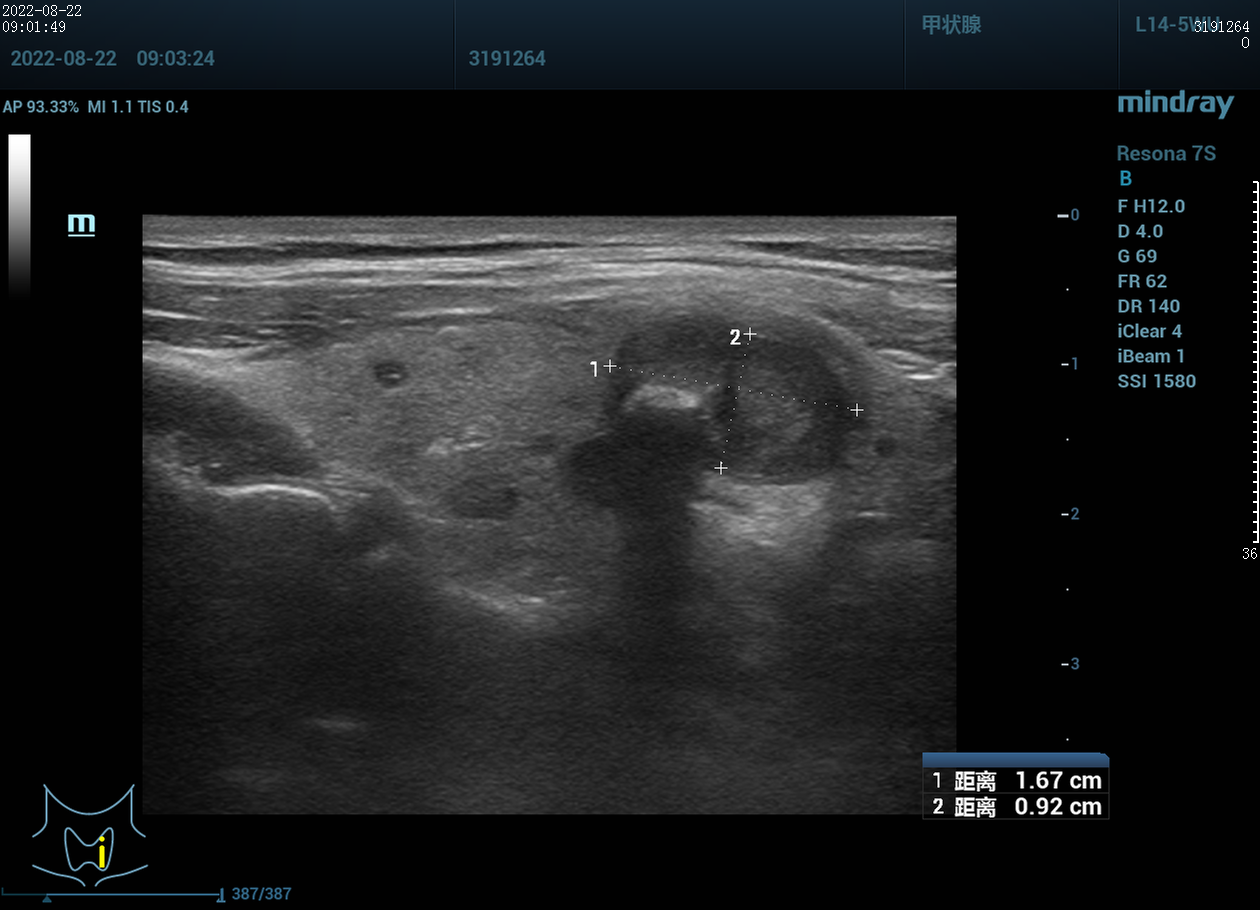 2022-08-22
09:01:49
甲状腺
3191264
0
2022-08-22 09:03:24
3191264
AP 93.33% MI 1.1 TIS 0.4
mindray
Resona 7S
B
F H12.0
D 4.0
G 69
FR 62
DR 140
iClear 4
iBeam 1
SSI 1580
m
0
1
2
3
36
1
2
1 距离 1.67 cm
2 距离 0.92 cm
387/387